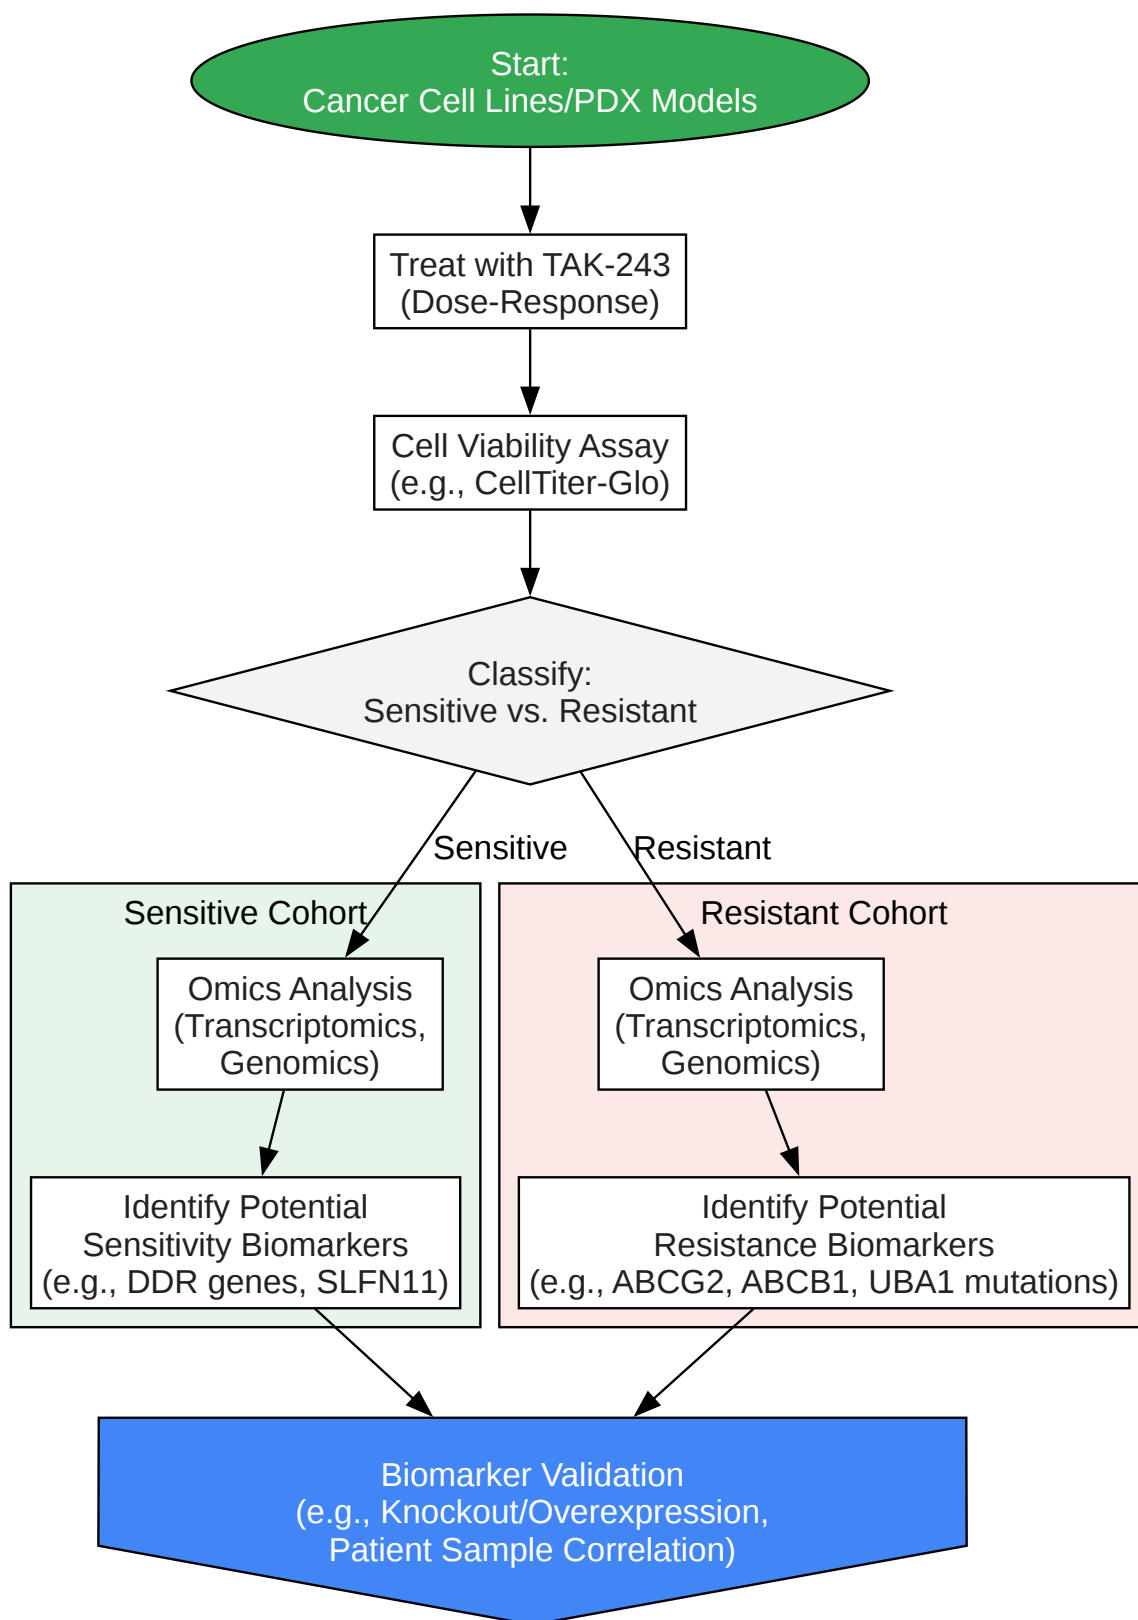 Start:
Cancer Cell Lines/PDX Models
Treat with TAK-243
(Dose-Response)
Cell Viability Assay
(e.g., CellTiter-Glo)
Classify:
Sensitive vs. Resistant
Sensitive
Resistant
Sensitive Cohort
Omics Analysis
(Transcriptomics,
Genomics)
Identify Potential
Sensitivity Biomarkers
(e.g., DDR genes, SLFN11)
Resistant Cohort
Omics Analysis
(Transcriptomics,
Genomics)
Identify Potential
Resistance Biomarkers
(e.g., ABCG2, ABCB1, UBA1 mutations)
Biomarker Validation
(e.g., Knockout/Overexpression,
Patient Sample Correlation)